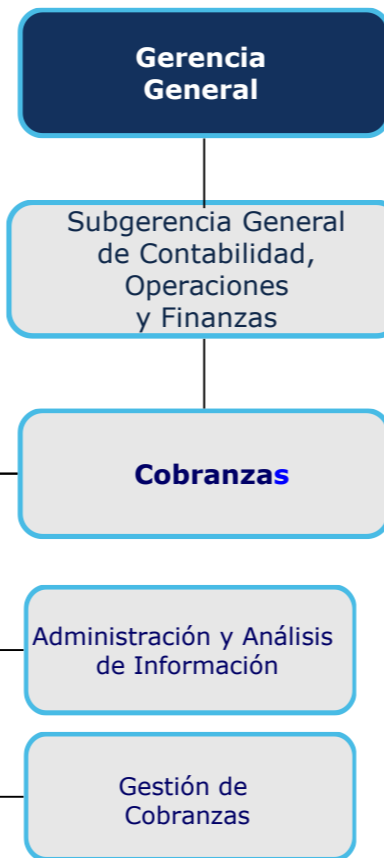 Gerencia
General
Subgerencia General
de Contabilidad,
Operaciones
y Finanzas
Cobranzas
Administración y Análisis
de Información
Gestión de
Cobranzas